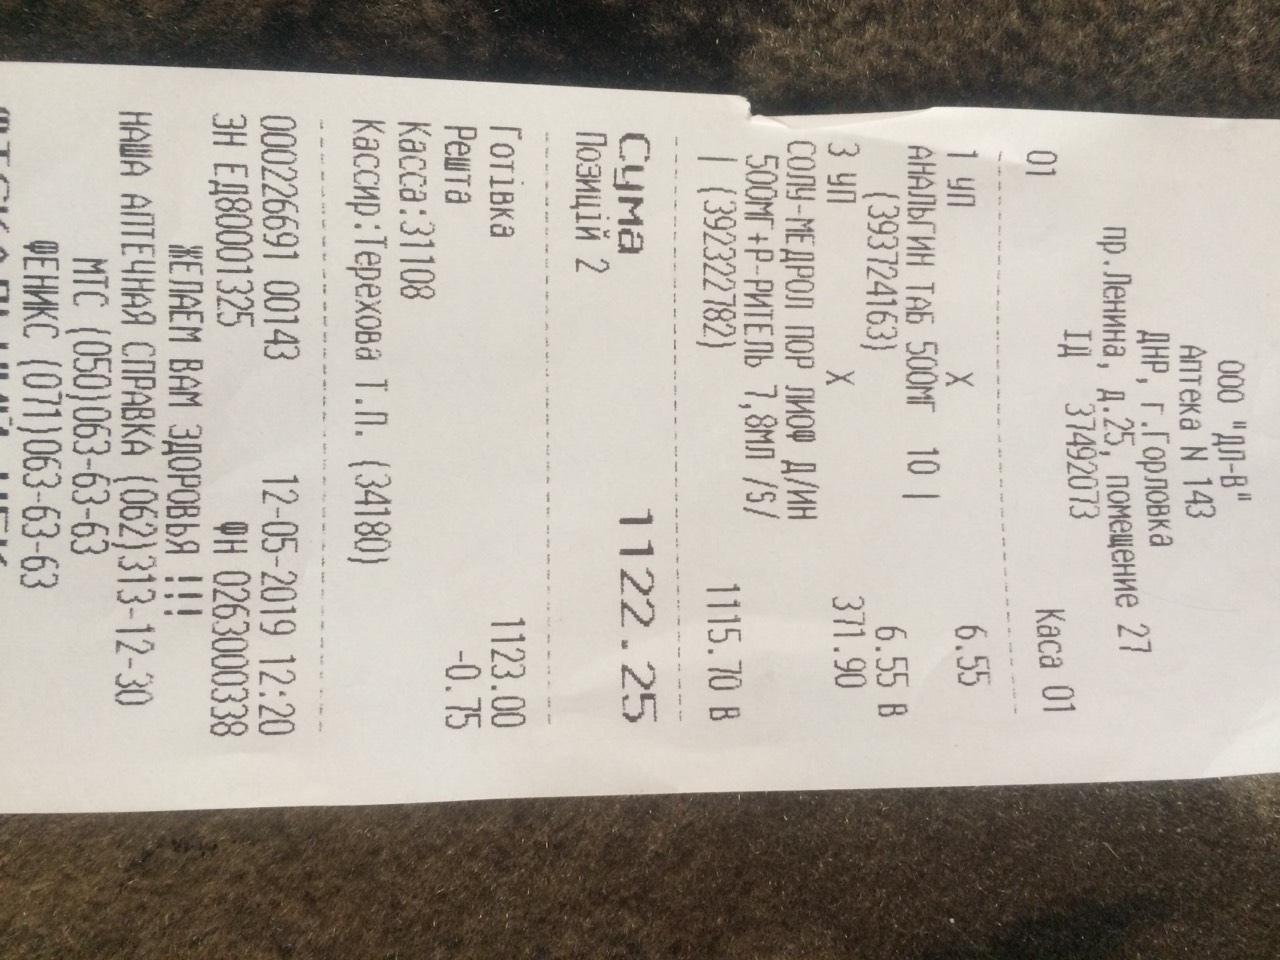 ООО "ДЛ-В"
Аптека N 143
ДНР, г.Горловка
пр.Ленина, д.25, помещение 27
ІД 37492073
01 Каса 01
1 УП X 6.55
АНАЛЬГИН ТАБ 500МГ 10 |
(393724163) 6.55 В
3 УП X 371.90
СОЛУ-МЕДРОЛ ПОР ЛИОФ Д/ИН
500МГ+Р-РИТЕЛЬ 7,8МЛ /S/
| (392322782) 1115.70 В
Сума 1122.25
Позицій 2
Готівка 1123.00
Решта -0.75
Касса:31108
Кассир:Терехова Т.П. (34180)
000226691 00143 12-05-2019 12:20
ЗН ЕД80001325 ФН 0263000338
ЖЕЛАЕМ ВАМ ЗДОРОВЬЯ !!!
НАША АПТЕЧНАЯ СПРАВКА (062)313-12-30
МТС (050)063-63-63
ФЕНИКС (071)063-63-63